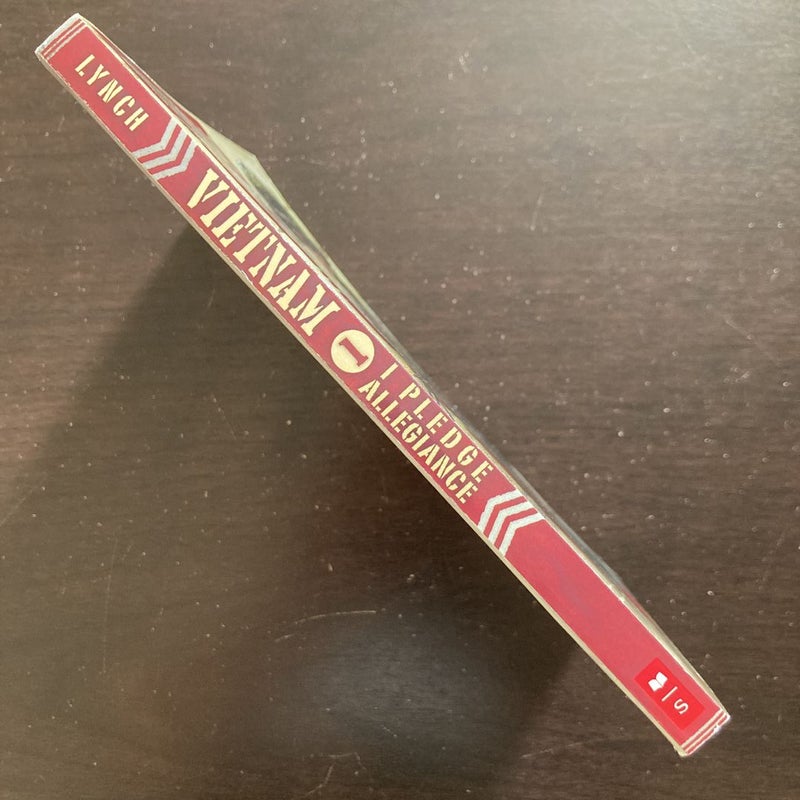 LYNCH
VIETNAM
1
I PLEDGE
ALLEGIANCE
S